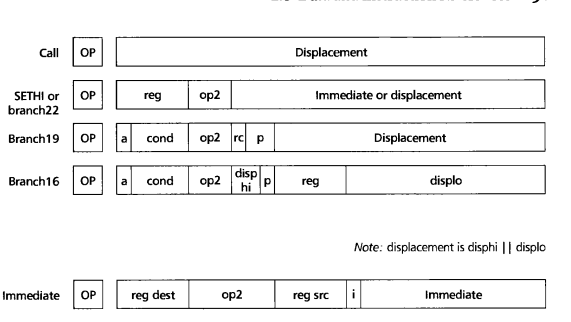 Call OP Displacement
SETHI or branch22 OP reg op2 Immediate or displacement
Branch19 OP a cond op2 rc p Displacement
Branch16 OP a cond op2 disp hi p reg displo
Note: displacement is disphi || displo
Immediate OP reg dest op2 reg src i Immediate